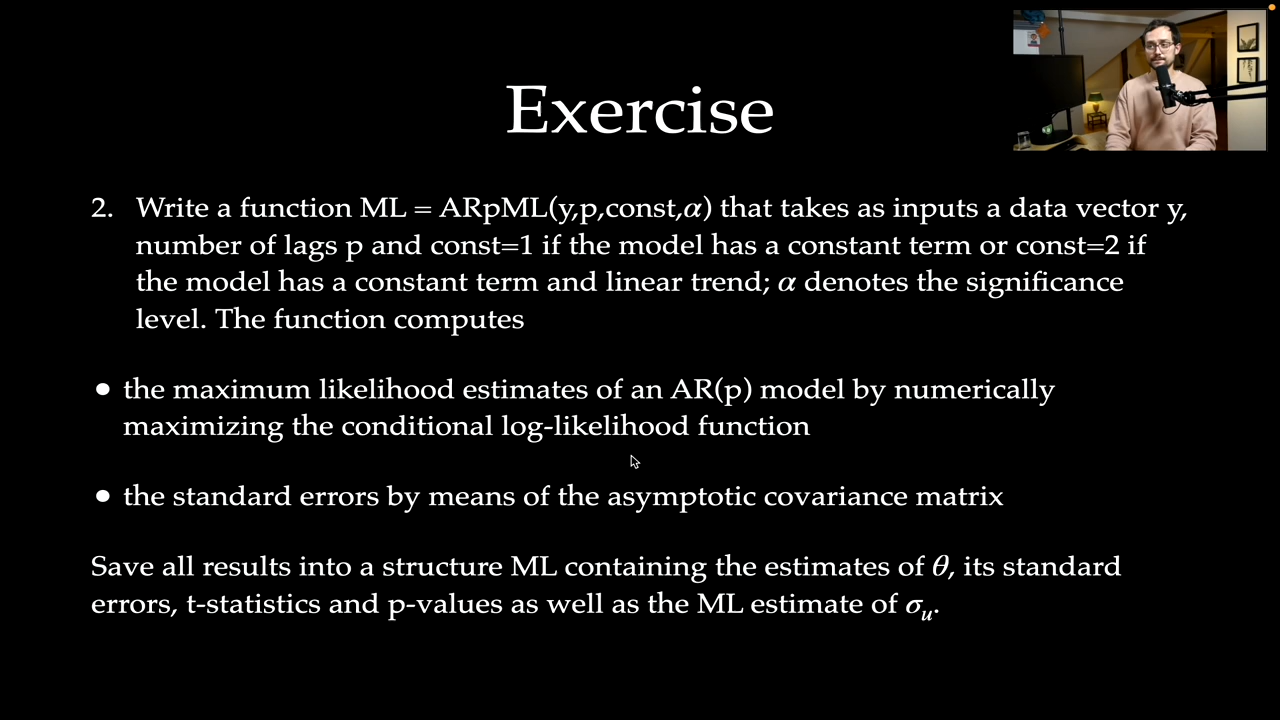 Exercise
2. Write a function ML = ARpML(y,p,const,α) that takes as inputs a data vector y,
number of lags p and const=1 if the model has a constant term or const=2 if
the model has a constant term and linear trend; α denotes the significance
level. The function computes
• the maximum likelihood estimates of an AR(p) model by numerically
maximizing the conditional log-likelihood function
• the standard errors by means of the asymptotic covariance matrix
Save all results into a structure ML containing the estimates of θ, its standard
errors, t-statistics and p-values as well as the ML estimate of σᵤ.